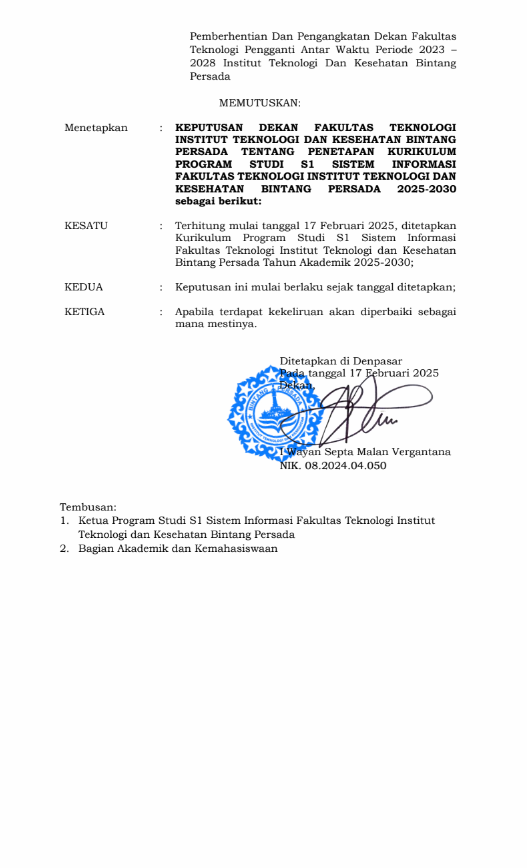 Pemberhentian Dan Pengangkatan Dekan Fakultas
Teknologi Pengganti Antar Waktu Periode 2023 –
2028 Institut Teknologi Dan Kesehatan Bintang
Persada
MEMUTUSKAN:
Menetapkan : KEPUTUSAN DEKAN FAKULTAS TEKNOLOGI
INSTITUT TEKNOLOGI DAN KESEHATAN BINTANG
PERSADA TENTANG PENETAPAN KURIKULUM
PROGRAM STUDI S1 SISTEM INFORMASI
FAKULTAS TEKNOLOGI INSTITUT TEKNOLOGI DAN
KESEHATAN BINTANG PERSADA 2025-2030
sebagai berikut:
KESATU : Terhitung mulai tanggal 17 Februari 2025, ditetapkan
Kurikulum Program Studi S1 Sistem Informasi
Fakultas Teknologi Institut Teknologi dan Kesehatan
Bintang Persada Tahun Akademik 2025-2030;
KEDUA : Keputusan ini mulai berlaku sejak tanggal ditetapkan;
KETIGA : Apabila terdapat kekeliruan akan diperbaiki sebagai
mana mestinya.
Ditetapkan di Denpasar
Pada tanggal 17 Februari 2025
Dekan,
BINTANG PERSADA
I Wayan Septa Malan Vergantana
NIK. 08.2024.04.050
Tembusan:
1. Ketua Program Studi S1 Sistem Informasi Fakultas Teknologi Institut
Teknologi dan Kesehatan Bintang Persada
2. Bagian Akademik dan Kemahasiswaan